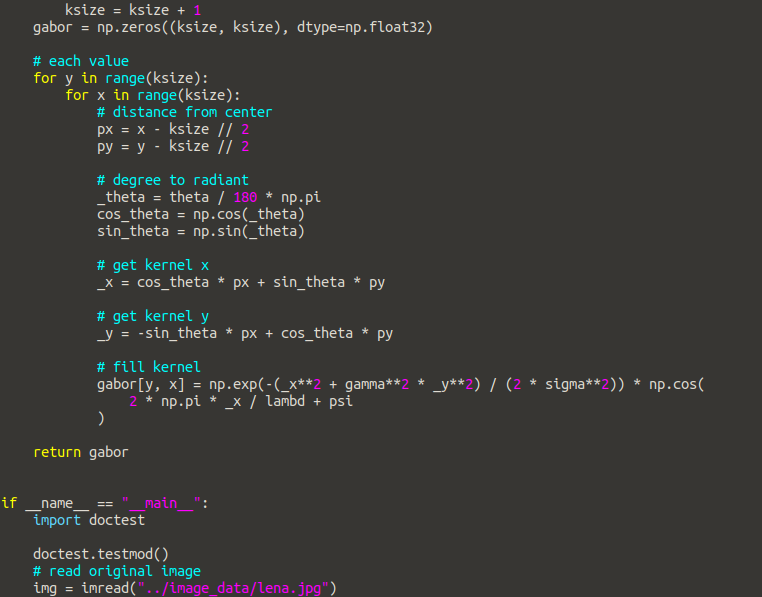 ksize = ksize + 1
gabor = np.zeros((ksize, ksize), dtype=np.float32)
# each value
for y in range(ksize):
for x in range(ksize):
# distance from center
px = x - ksize // 2
py = y - ksize // 2
# degree to radiant
_theta = theta / 180 * np.pi
cos_theta = np.cos(_theta)
sin_theta = np.sin(_theta)
# get kernel x
_x = cos_theta * px + sin_theta * py
# get kernel y
_y = -sin_theta * px + cos_theta * py
# fill kernel
gabor[y, x] = np.exp(-(_x**2 + gamma**2 * _y**2) / (2 * sigma**2)) * np.cos(
2 * np.pi * _x / lambd + psi
)
return gabor
if __name__ == "__main__":
import doctest
doctest.testmod()
# read original image
img = imread("../image_data/lena.jpg")